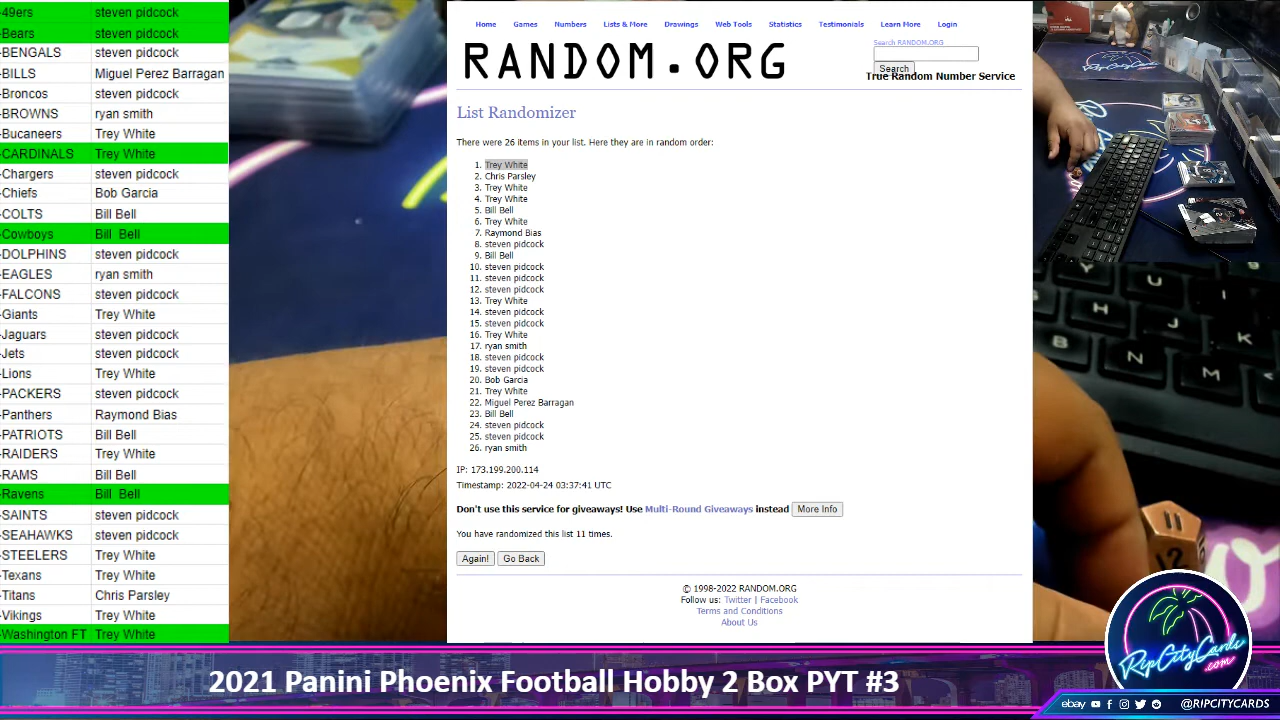 -49ers steven pidcock
-Bears steven pidcock
-BENGALS steven pidcock
-BILLS Miguel Perez Barragan
-Broncos steven pidcock
-BROWNS ryan smith
-Bucaneers Trey White
-CARDINALS Trey White
-Chargers steven pidcock
-Chiefs Bob Garcia
-COLTS Bill Bell
-Cowboys Bill Bell
-DOLPHINS steven pidcock
-EAGLES ryan smith
-FALCONS steven pidcock
-Giants Trey White
-Jaguars steven pidcock
-Jets steven pidcock
-Lions Trey White
-PACKERS steven pidcock
-Panthers Raymond Bias
-PATRIOTS Bill Bell
-RAIDERS Trey White
-RAMS Bill Bell
-Ravens Bill Bell
-SAINTS steven pidcock
-SEAHAWKS steven pidcock
-STEELERS Trey White
-Texans Trey White
-Titans Chris Parsley
-Vikings Trey White
-Washington FT Trey White
Home Games Numbers Lists & More Drawings Web Tools Statistics Testimonials Learn More Login
RANDOM.ORG
Search RANDOM.ORG
Search
True Random Number Service
List Randomizer
There were 26 items in your list. Here they are in random order:
1. Trey White
2. Chris Parsley
3. Trey White
4. Trey White
5. Bill Bell
6. Trey White
7. Raymond Bias
8. steven pidcock
9. Bill Bell
10. steven pidcock
11. steven pidcock
12. steven pidcock
13. Trey White
14. steven pidcock
15. steven pidcock
16. Trey White
17. ryan smith
18. steven pidcock
19. steven pidcock
20. Bob Garcia
21. Trey White
22. Miguel Perez Barragan
23. Bill Bell
24. steven pidcock
25. steven pidcock
26. ryan smith
IP: 173.199.200.114
Timestamp: 2022-04-24 03:37:41 UTC
Don't use this service for giveaways! Use Multi-Round Giveaways instead More Info
You have randomized this list 11 times.
Again! Go Back
© 1998-2022 RANDOM.ORG
Follow us: Twitter | Facebook
Terms and Conditions
About Us
Y U I
H J K
N M
12
RipCityCards
.com
2021 Panini Phoenix Football Hobby 2 Box PYT #3
ebay @RIPCITYCARDS